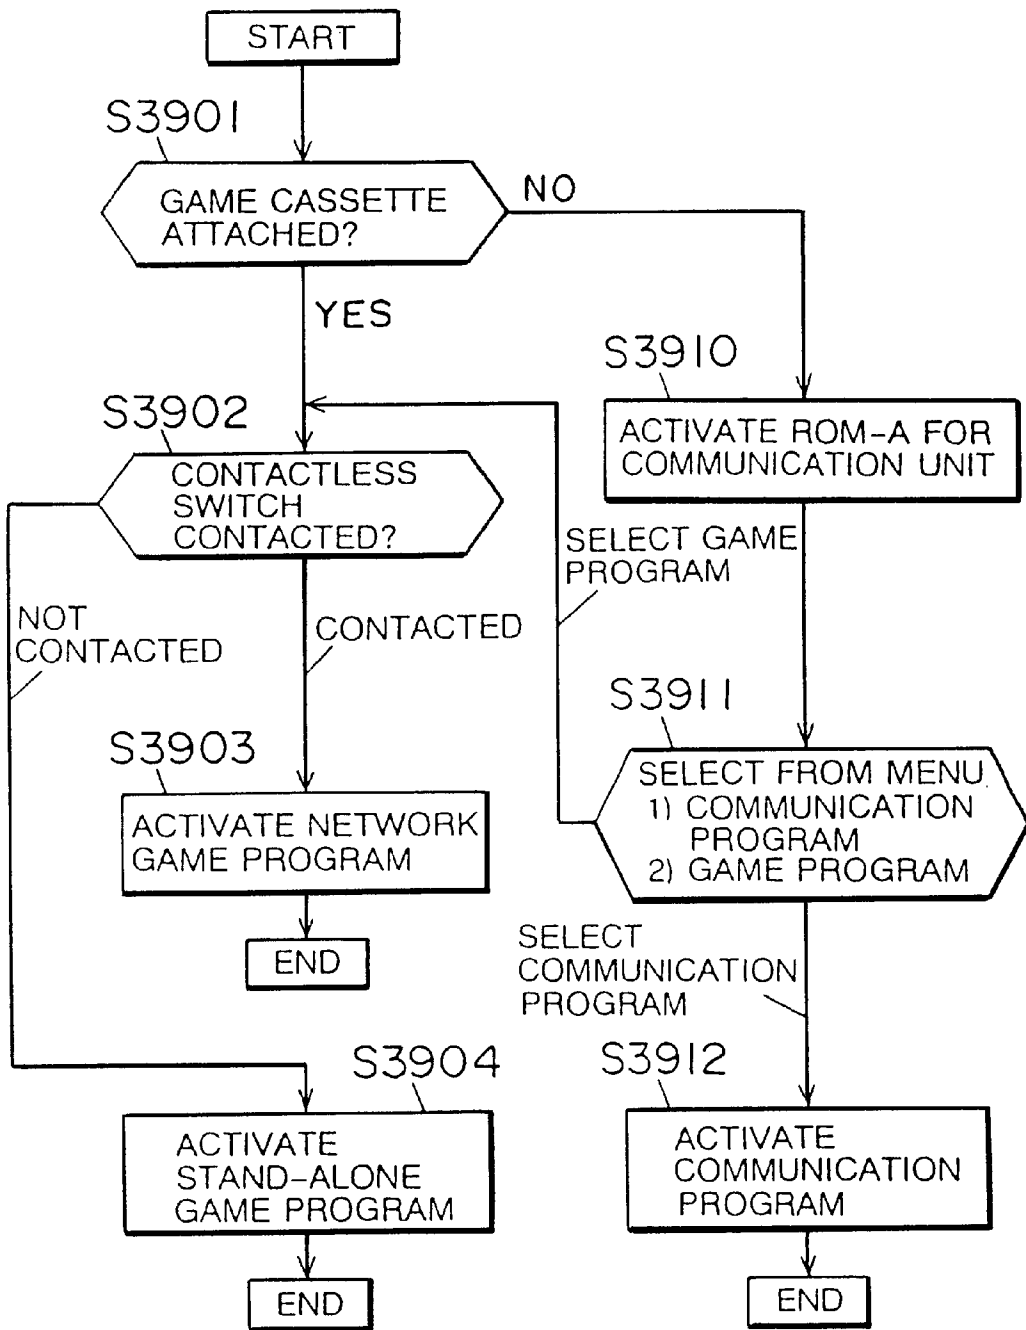 START
S3901
GAME CASSETTE
ATTACHED?
NO
YES
S3910
ACTIVATE ROM-A FOR
COMMUNICATION UNIT
S3902
CONTACTLESS
SWITCH
CONTACTED?
SELECT GAME
PROGRAM
NOT
CONTACTED
CONTACTED
S3911
SELECT FROM MENU
1) COMMUNICATION
PROGRAM
2) GAME PROGRAM
S3903
ACTIVATE NETWORK
GAME PROGRAM
END
SELECT
COMMUNICATION
PROGRAM
S3904
ACTIVATE
STAND-ALONE
GAME PROGRAM
END
S3912
ACTIVATE
COMMUNICATION
PROGRAM
END